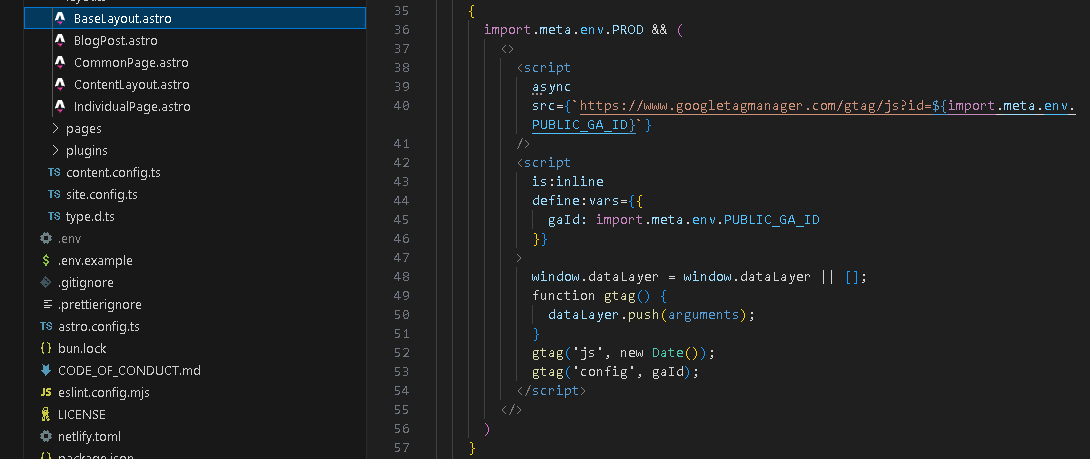 BaseLayout.astro
BlogPost.astro
CommonPage.astro
ContentLayout.astro
IndividualPage.astro
pages
plugins
TS content.config.ts
TS site.config.ts
TS type.d.ts
.env
$ .env.example
.gitignore
.prettierignore
TS astro.config.ts
{} bun.lock
CODE_OF_CONDUCT.md
JS eslint.config.mjs
LICENSE
netlify.toml
{} package.json
35 {
36 import.meta.env.PROD && (
37 <>
38 <script
39 async
40 src={`https://www.googletagmanager.com/gtag/js?id=${import.meta.env.
PUBLIC_GA_ID}`}
41 />
42 <script
43 is:inline
44 define:vars={{
45 gaId: import.meta.env.PUBLIC_GA_ID
46 }}
47 >
48 window.dataLayer = window.dataLayer || [];
49 function gtag() {
50 dataLayer.push(arguments);
51 }
52 gtag('js', new Date());
53 gtag('config', gaId);
54 </script>
55 </>
56 )
57 }